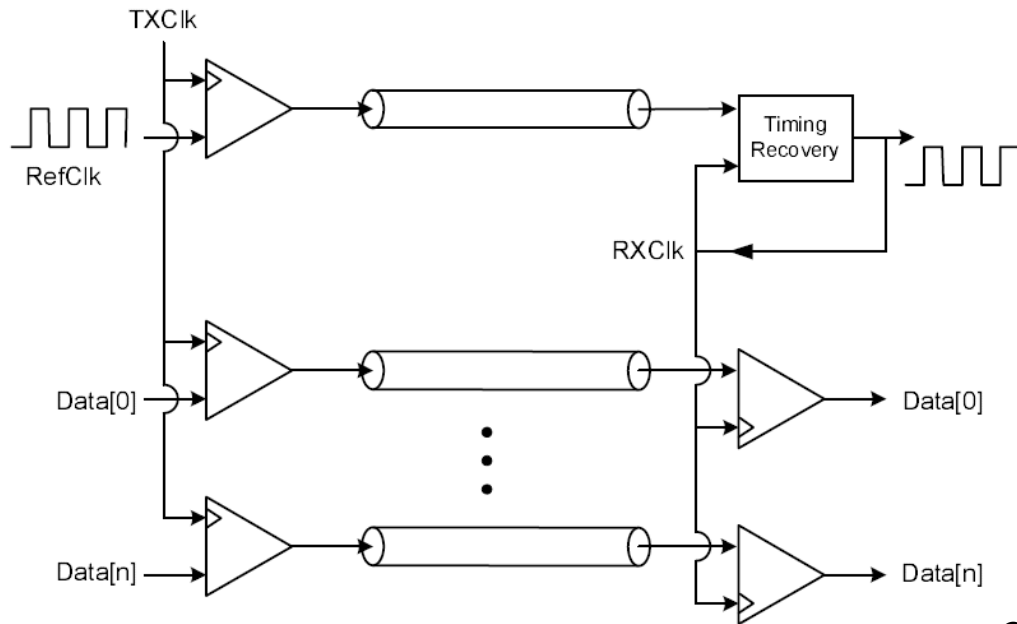 TXClk
RefClk
Timing
Recovery
RXClk
Data[0]
Data[0]
Data[n]
Data[n]